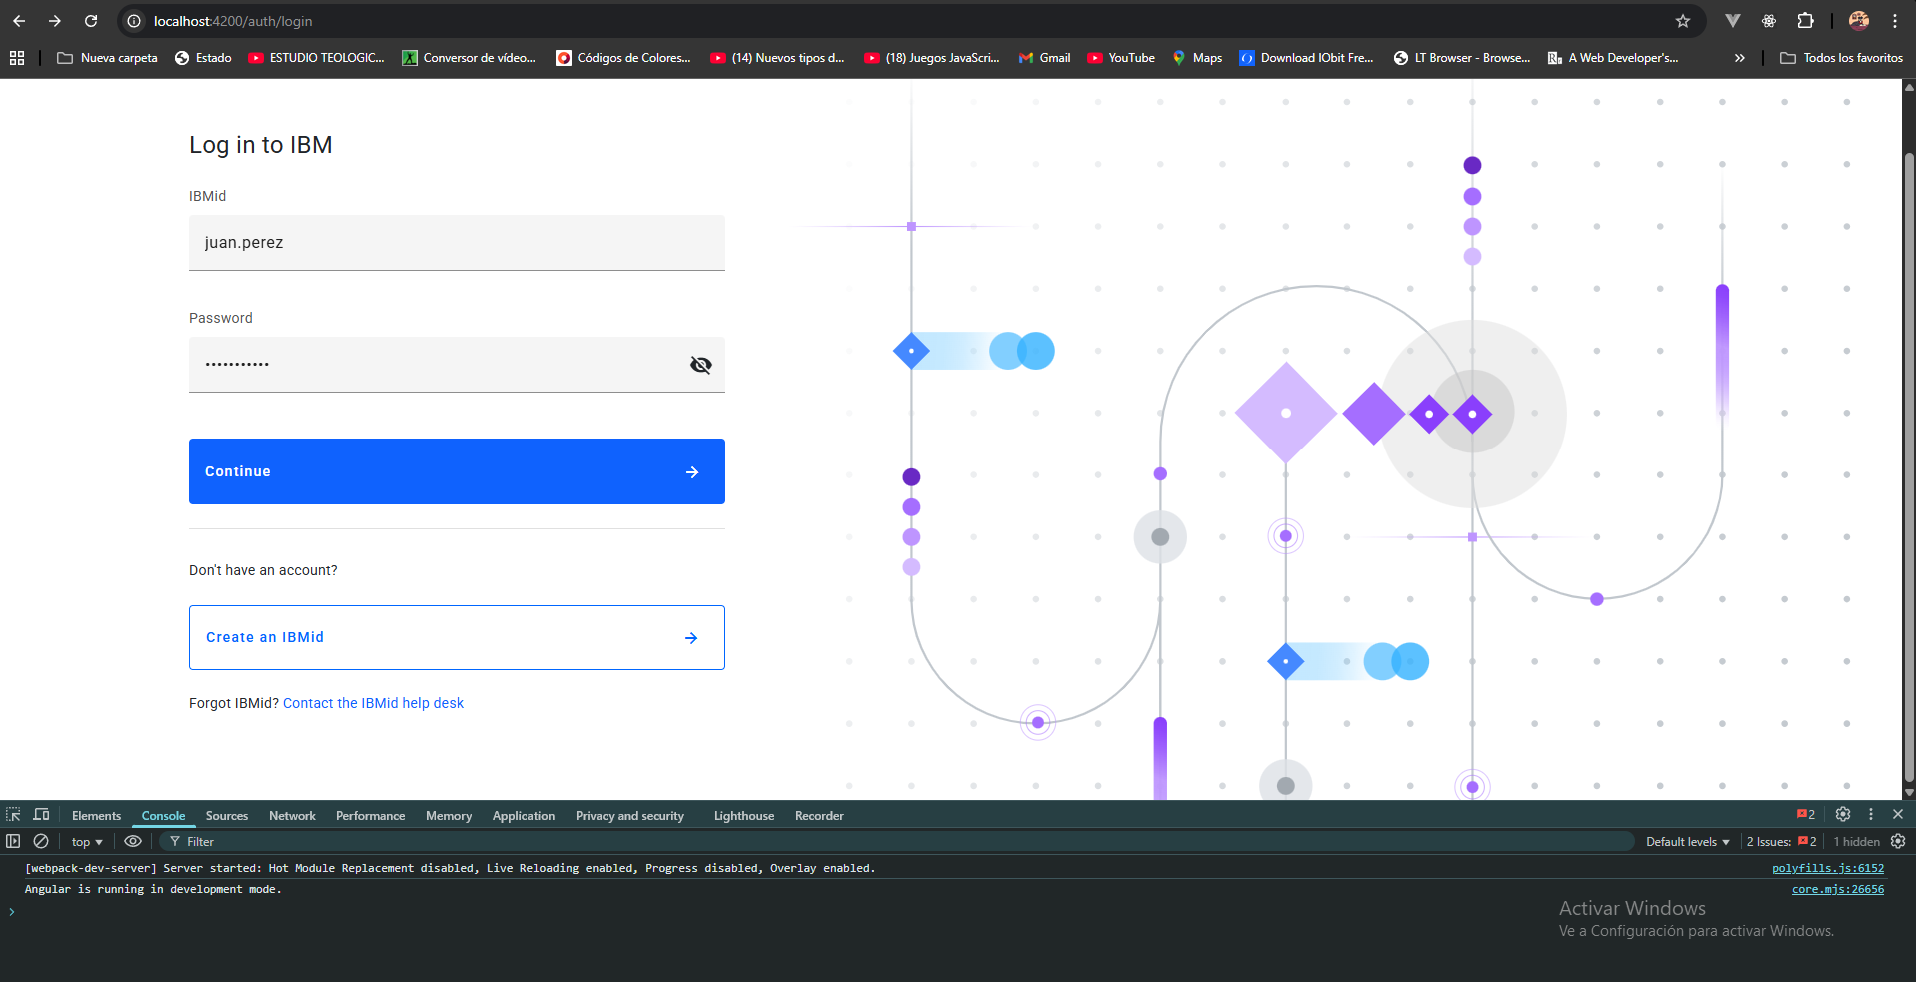 localhost:4200/auth/login
Nueva carpeta Estado ESTUDIO TEOLOGIC... Conversor de vídeo... Códigos de Colores... (14) Nuevos tipos d... (18) Juegos JavaScri... Gmail YouTube Maps Download IObit Fre... LT Browser - Browse... A Web Developer's... » Todos los favoritos
Log in to IBM
IBMid
juan.perez
Password
•••••••••••
Continue
Don't have an account?
Create an IBMid
Forgot IBMid? Contact the IBMid help desk
Elements Console Sources Network Performance Memory Application Privacy and security Lighthouse Recorder 2
top Filter Default levels 2 Issues: 2 1 hidden
[webpack-dev-server] Server started: Hot Module Replacement disabled, Live Reloading enabled, Progress disabled, Overlay enabled. polyfills.js:6152
Angular is running in development mode. core.mjs:26656
Activar Windows
Ve a Configuración para activar Windows.